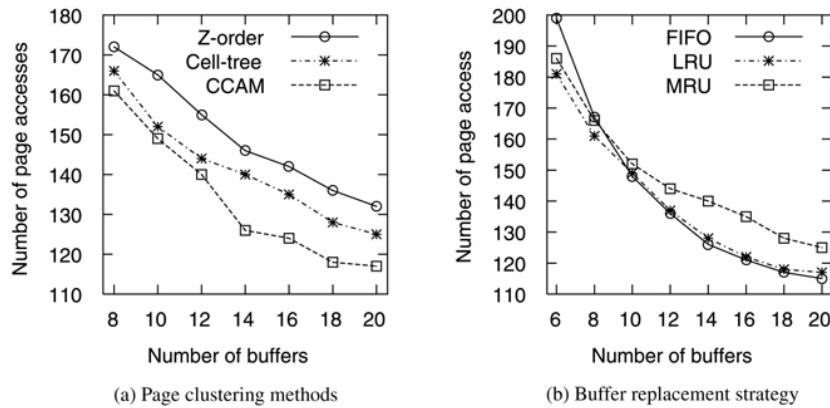 180
170
160
150
140
130
120
110
Number of page accesses
Z-order
Cell-tree
CCAM
8 10 12 14 16 18 20
Number of buffers
(a) Page clustering methods
200
190
180
170
160
150
140
130
120
110
Number of page access
FIFO
LRU
MRU
6 8 10 12 14 16 18 20
Number of buffers
(b) Buffer replacement strategy